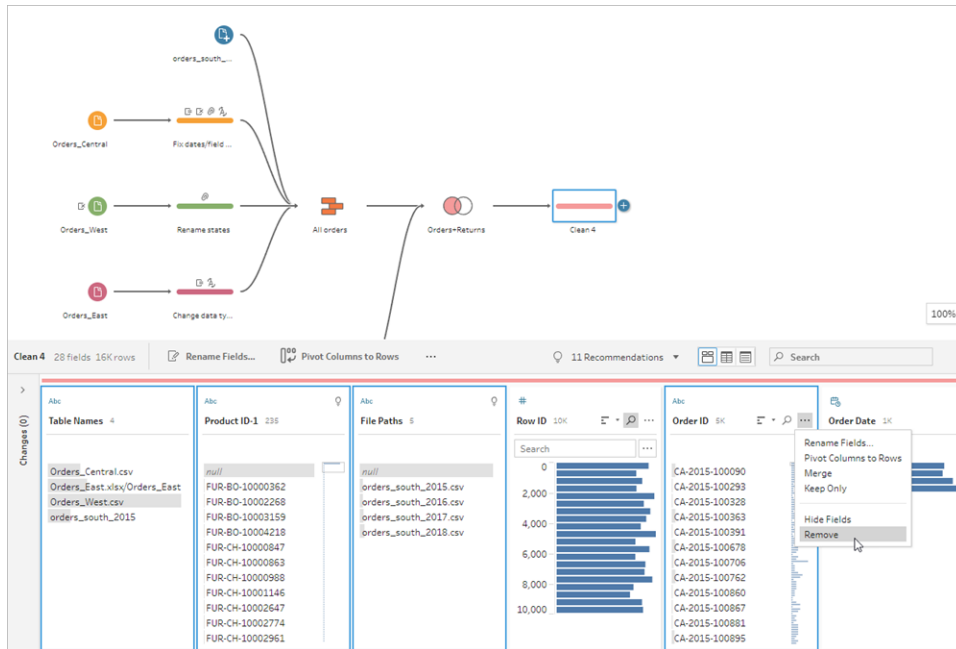 orders_south_...
Orders_Central
Fix dates/field ...
Orders_West
Rename states
All orders
Orders+Returns
Clean 4
Orders_East
Change data ty...
100%
Clean 4 28 fields 16K rows
Rename Fields...
Pivot Columns to Rows
...
11 Recommendations
Search
Changes (0)
Abc
Table Names 4
Orders_Central.csv
Orders_East.xlsx/Orders_East
Orders_West.csv
orders_south_2015
Abc
Product ID-1 235
null
FUR-BO-10000362
FUR-BO-10002268
FUR-BO-10003159
FUR-BO-10004218
FUR-CH-10000847
FUR-CH-10000863
FUR-CH-10000988
FUR-CH-10001146
FUR-CH-10002647
FUR-CH-10002774
FUR-CH-10002961
Abc
File Paths 5
null
orders_south_2015.csv
orders_south_2016.csv
orders_south_2017.csv
orders_south_2018.csv
#
Row ID 10K
Search
0
2,000
4,000
6,000
8,000
10,000
Abc
Order ID 5K
CA-2015-100090
CA-2015-100293
CA-2015-100328
CA-2015-100363
CA-2015-100391
CA-2015-100678
CA-2015-100706
CA-2015-100762
CA-2015-100860
CA-2015-100867
CA-2015-100881
CA-2015-100895
Order Date 1K
Rename Fields...
Pivot Columns to Rows
Merge
Keep Only
Hide Fields
Remove